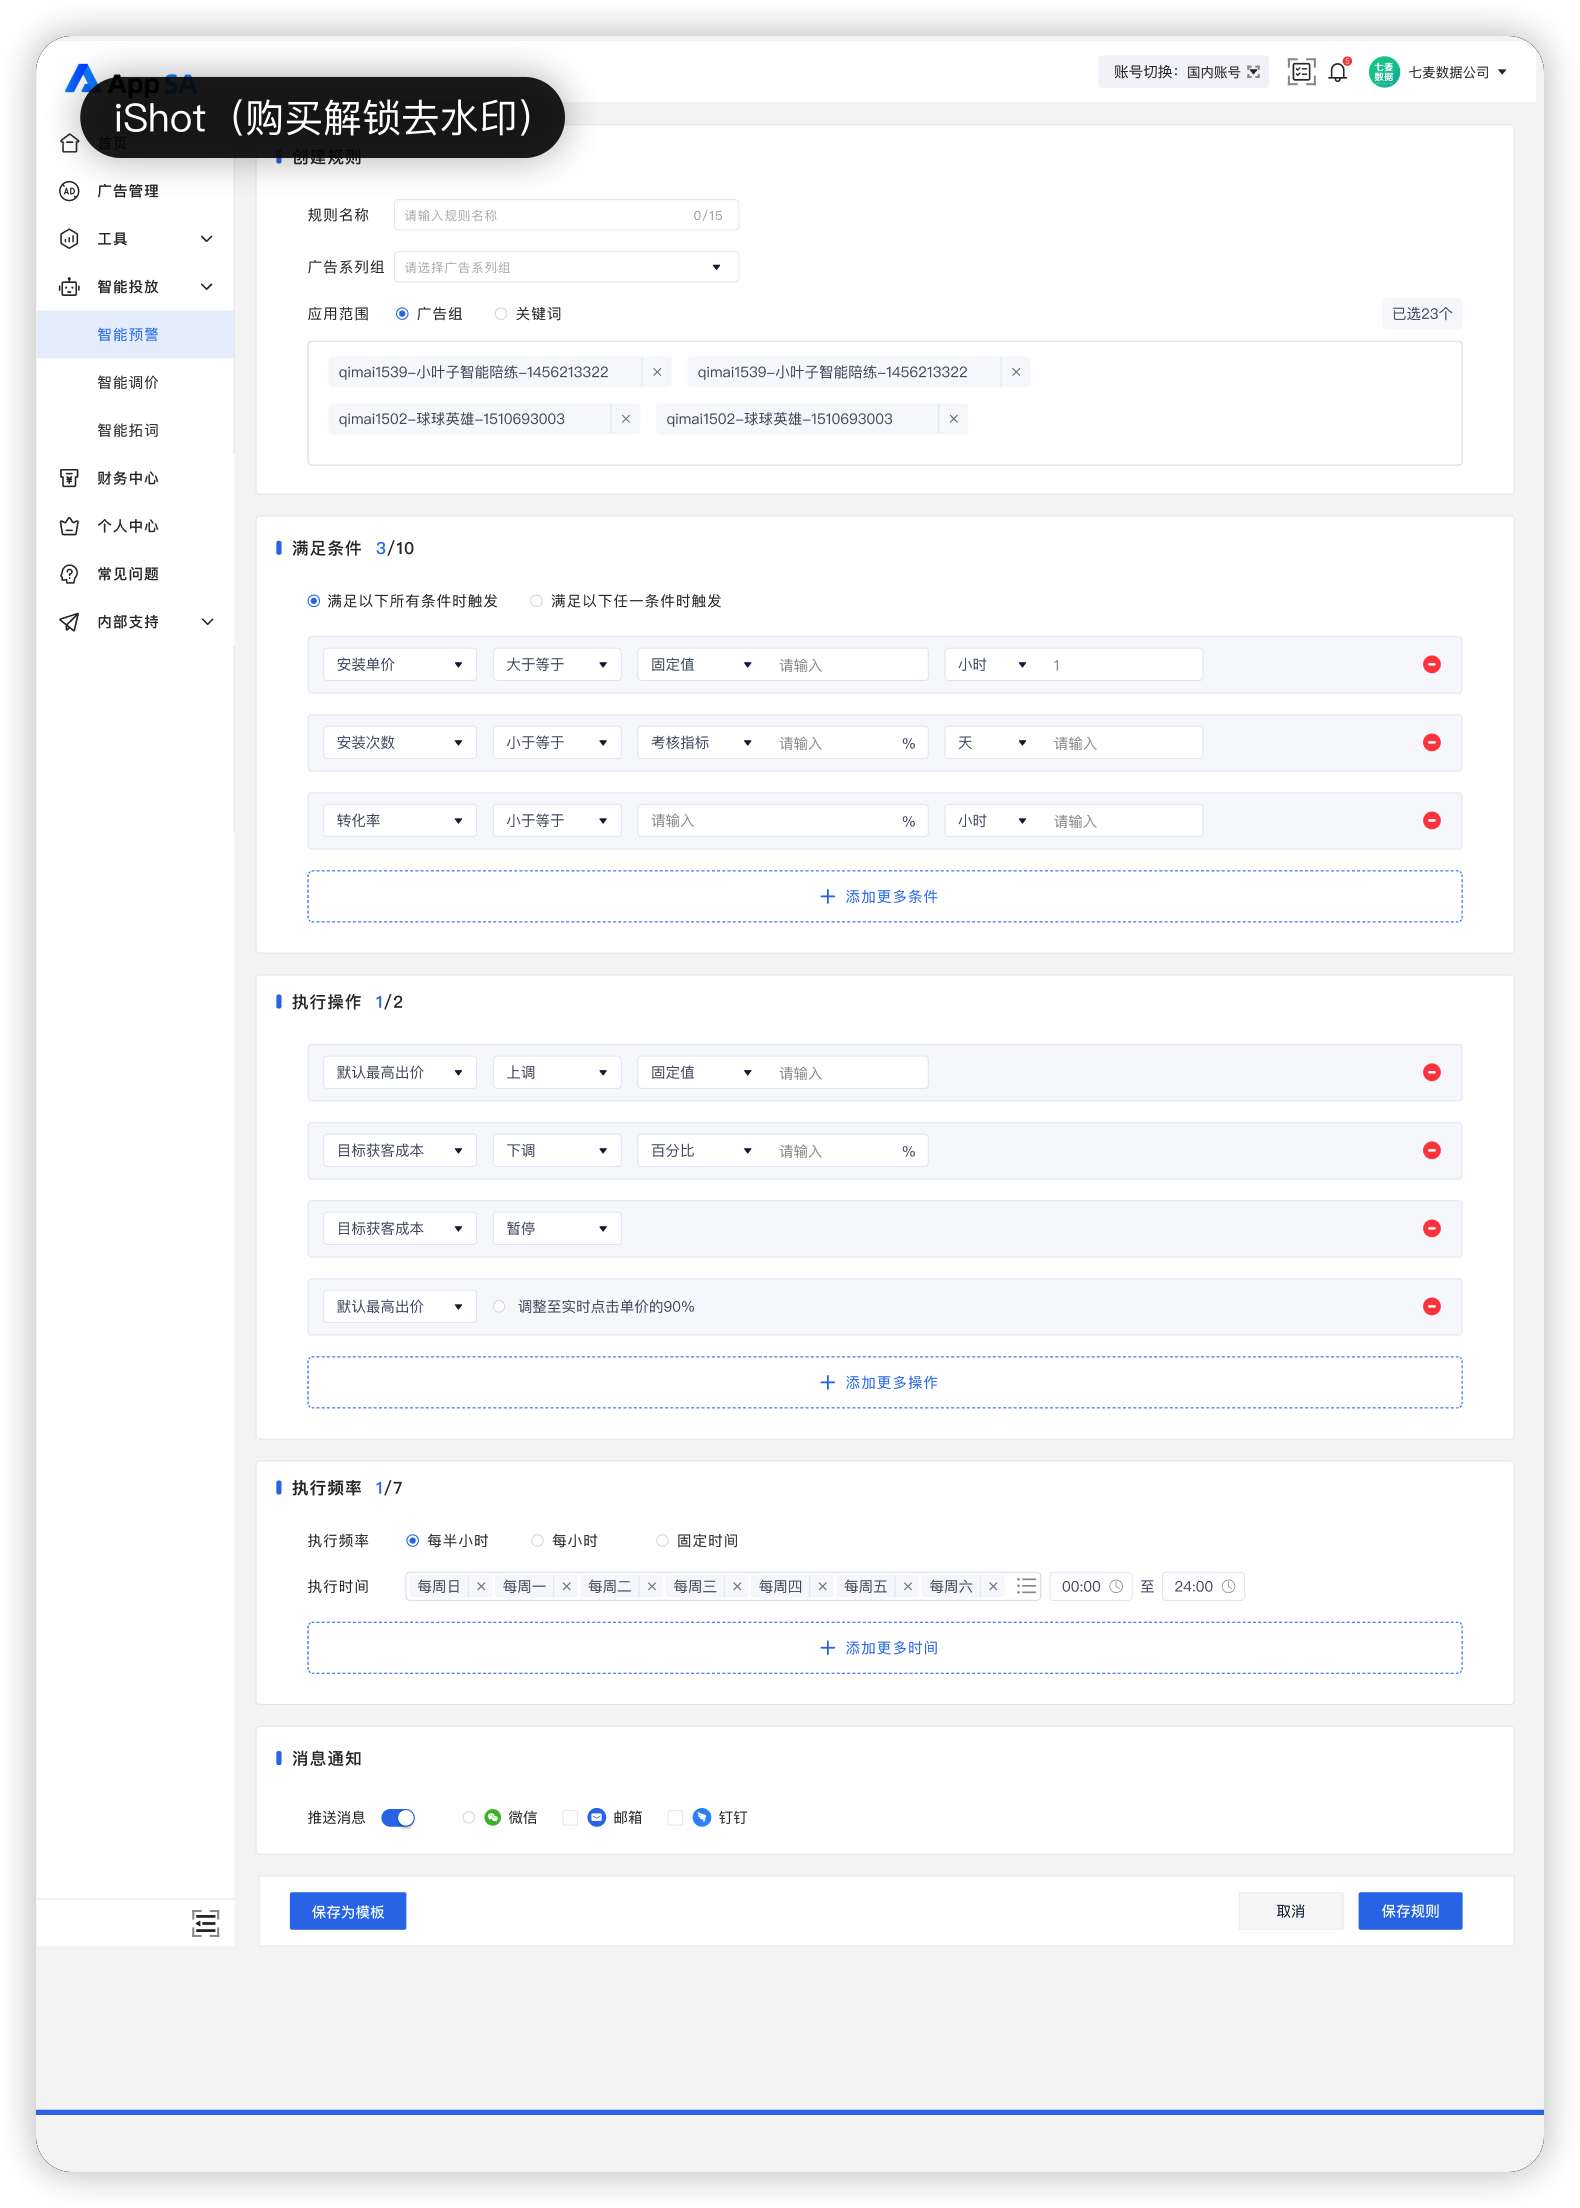 App SA
账号切换：国内账号
5
七麦数据
七麦数据公司
iShot（购买解锁去水印）
首页
广告管理
工具
智能投放
智能预警
智能调价
智能拓词
财务中心
个人中心
常见问题
内部支持
创建规则
规则名称 请输入规则名称 0/15
广告系列组 请选择广告系列组
应用范围 广告组 关键词 已选23个
qimai1539-小叶子智能陪练-1456213322 × qimai1539-小叶子智能陪练-1456213322 ×
qimai1502-球球英雄-1510693003 × qimai1502-球球英雄-1510693003 ×
满足条件 3/10
满足以下所有条件时触发 满足以下任一条件时触发
安装单价 大于等于 固定值 请输入 小时 1
安装次数 小于等于 考核指标 请输入 % 天 请输入
转化率 小于等于 请输入 % 小时 请输入
+ 添加更多条件
执行操作 1/2
默认最高出价 上调 固定值 请输入
目标获客成本 下调 百分比 请输入 %
目标获客成本 暂停
默认最高出价 调整至实时点击单价的90%
+ 添加更多操作
执行频率 1/7
执行频率 每半小时 每小时 固定时间
执行时间 每周日 × 每周一 × 每周二 × 每周三 × 每周四 × 每周五 × 每周六 × 00:00 至 24:00
+ 添加更多时间
消息通知
推送消息 微信 邮箱 钉钉
保存为模板 取消 保存规则